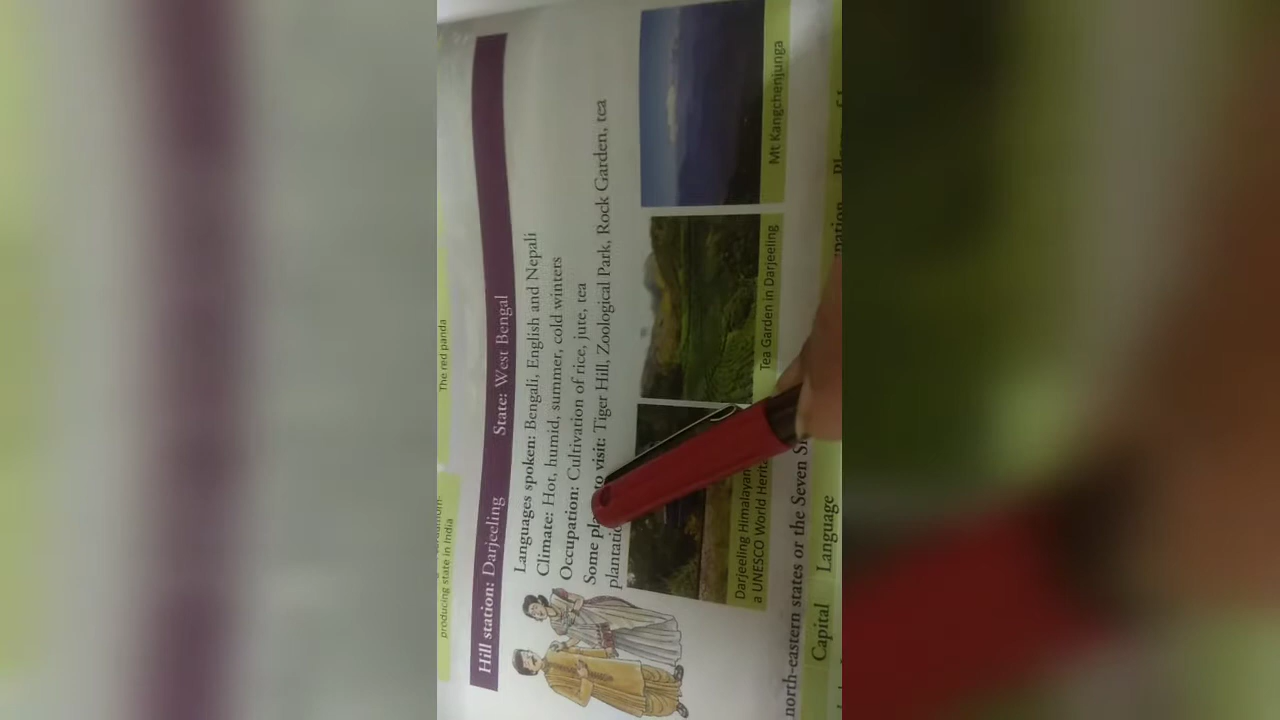 The red panda
producing state in India
Hill station: Darjeeling State: West Bengal
Languages spoken: Bengali, English and Nepali
Climate: Hot, humid, summer, cold winters
Occupation: Cultivation of rice, jute, tea
Some to visit: Tiger Hill, Zoological Park, Rock Garden, tea
Darjeeling Himalayan
a UNESCO World
Tea Garden in Darjeeling
Mt Kangchenjunga
north-eastern states or the Seven
Capital Language